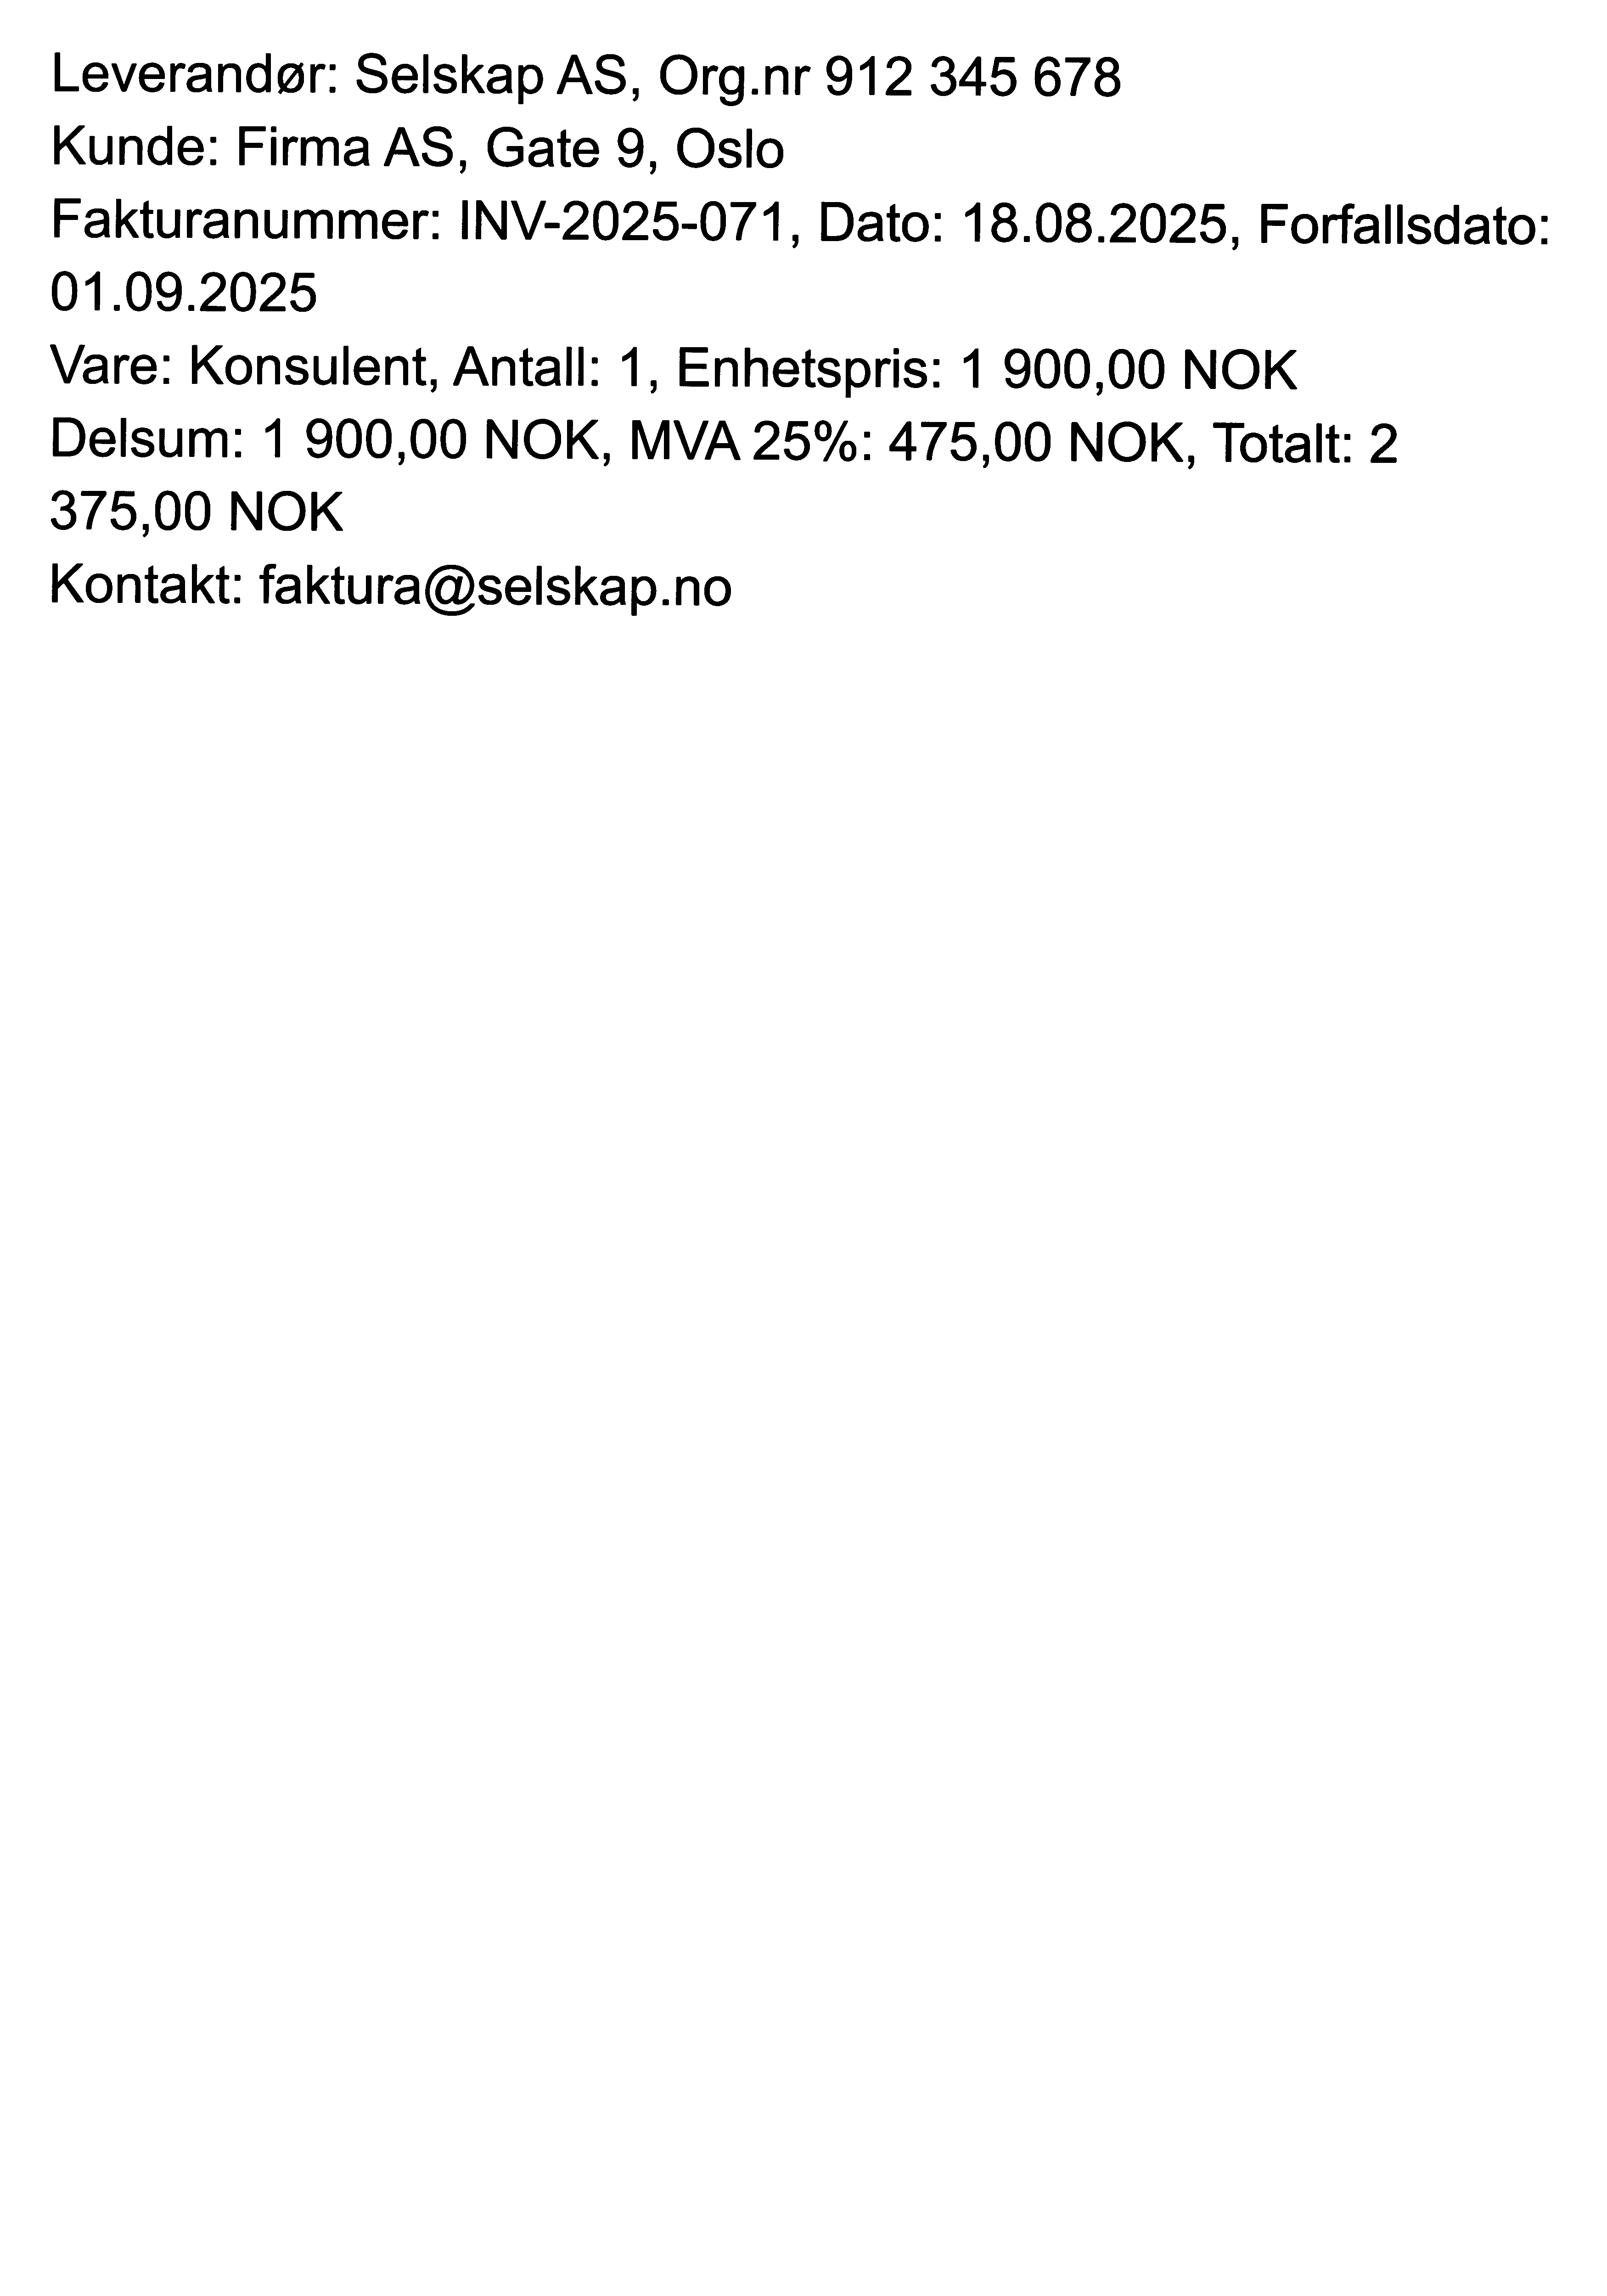 Leverandør: Selskap AS, Org.nr 912 345 678
Kunde: Firma AS, Gate 9, Oslo
Fakturanummer: INV-2025-071, Dato: 18.08.2025, Forfallsdato:
01.09.2025
Vare: Konsulent, Antall: 1, Enhetspris: 1 900,00 NOK
Delsum: 1 900,00 NOK, MVA 25%: 475,00 NOK, Totalt: 2
375,00 NOK
Kontakt: faktura@selskap.no